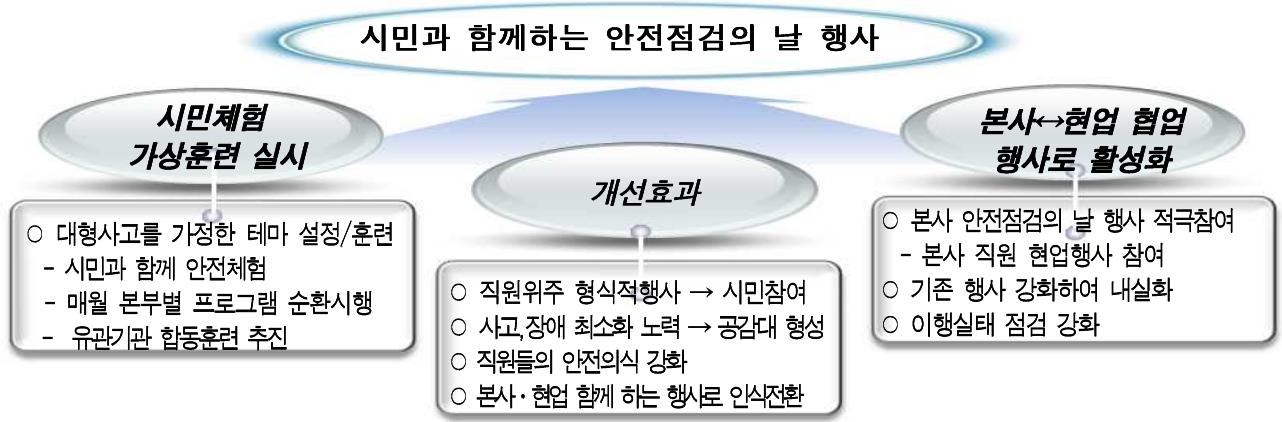 시민과 함께하는 안전점검의 날 행사
시민체험
가상훈련 실시
○ 대형사고를 가정한 테마 설정/훈련
- 시민과 함께 안전체험
- 매월 본부별 프로그램 순환시행
- 유관기관 합동훈련 추진
개선효과
○ 직원위주 형식적행사 → 시민참여
○ 사고,장애 최소화 노력 → 공감대 형성
○ 직원들의 안전의식 강화
○ 본사·현업 함께 하는 행사로 인식전환
본사↔현업 협업
행사로 활성화
○ 본사 안전점검의 날 행사 적극참여
- 본사 직원 현업행사 참여
○ 기존 행사 강화하여 내실화
○ 이행실태 점검 강화